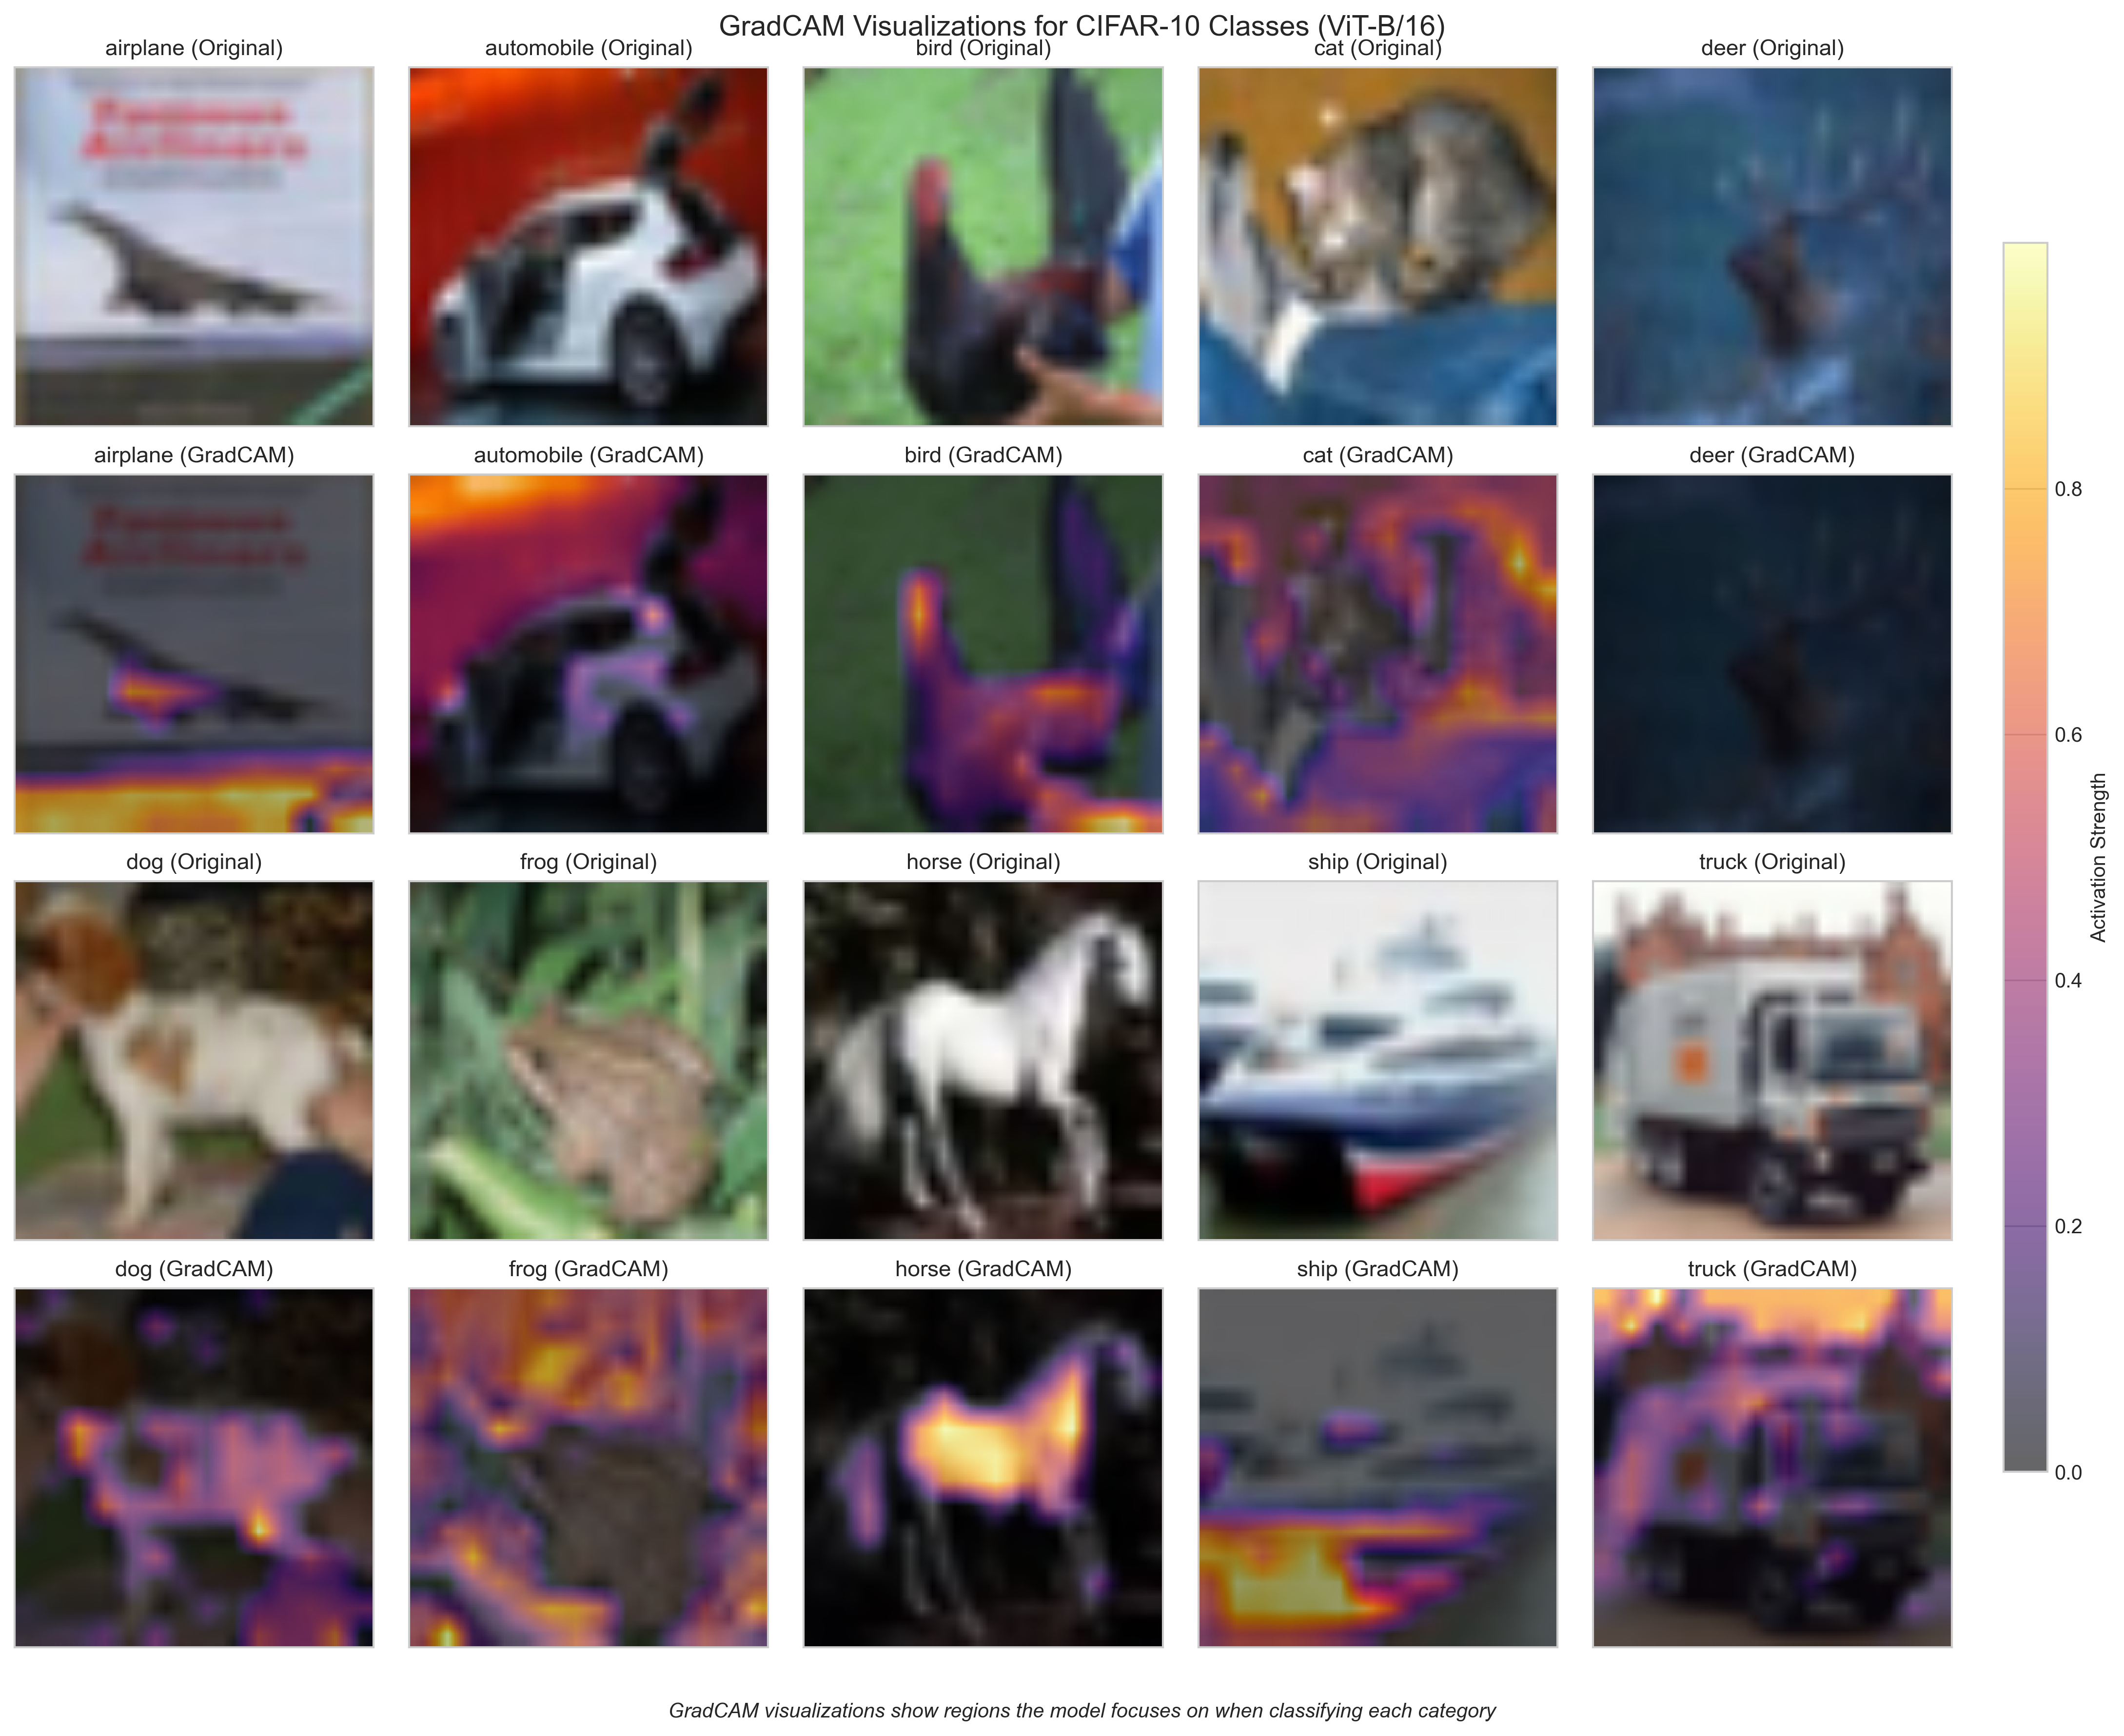 GradCAM Visualizations for CIFAR-10 Classes (ViT-B/16)
airplane (Original)
automobile (Original)
bird (Original)
cat (Original)
deer (Original)
airplane (GradCAM)
automobile (GradCAM)
bird (GradCAM)
cat (GradCAM)
deer (GradCAM)
dog (Original)
frog (Original)
horse (Original)
ship (Original)
truck (Original)
dog (GradCAM)
frog (GradCAM)
horse (GradCAM)
ship (GradCAM)
truck (GradCAM)
0.8
0.6
0.4
0.2
0.0
Activation Strength
GradCAM visualizations show regions the model focuses on when classifying each category